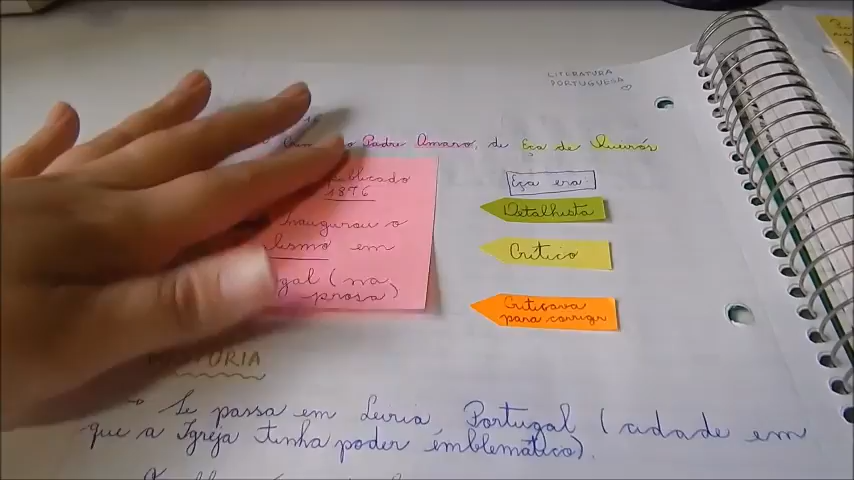 LITERATURA
PORTUGUESA
Padre Amaro, de Eça de Queirós
publicado
1876
Inaugurou o
em
(na
prosa)
Eça era:
Detalhista
Crítico
Criticava
para corrigir
→ Se passa em Leiria, Portugal (cidade em
que a Igreja tinha poder emblemático).